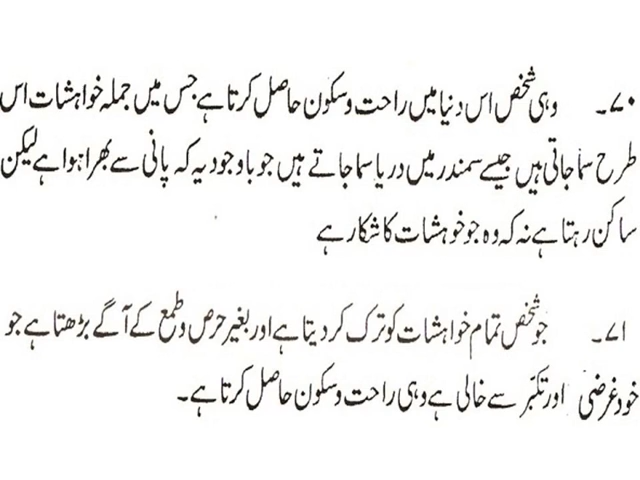 ۷۰۔ وہی شخص اس دنیا میں راحت و سکون حاصل کرتا ہے جس میں جملہ خواہشات اس
طرح سما جاتی ہیں جیسے سمندر میں دریا سما جاتے ہیں جو باوجود یہ کہ پانی سے بھرا ہوا ہے لیکن
ساکن رہتا ہے نہ کہ وہ جو خوہشات کا شکار ہے
۷۱۔ جو شخص تمام خواہشات کو ترک کر دیتا ہے اور بغیر حرص و طمع کے آگے بڑھتا ہے جو
خود غرضی اور تکبّر سے خالی ہے وہی راحت و سکون حاصل کرتا ہے۔